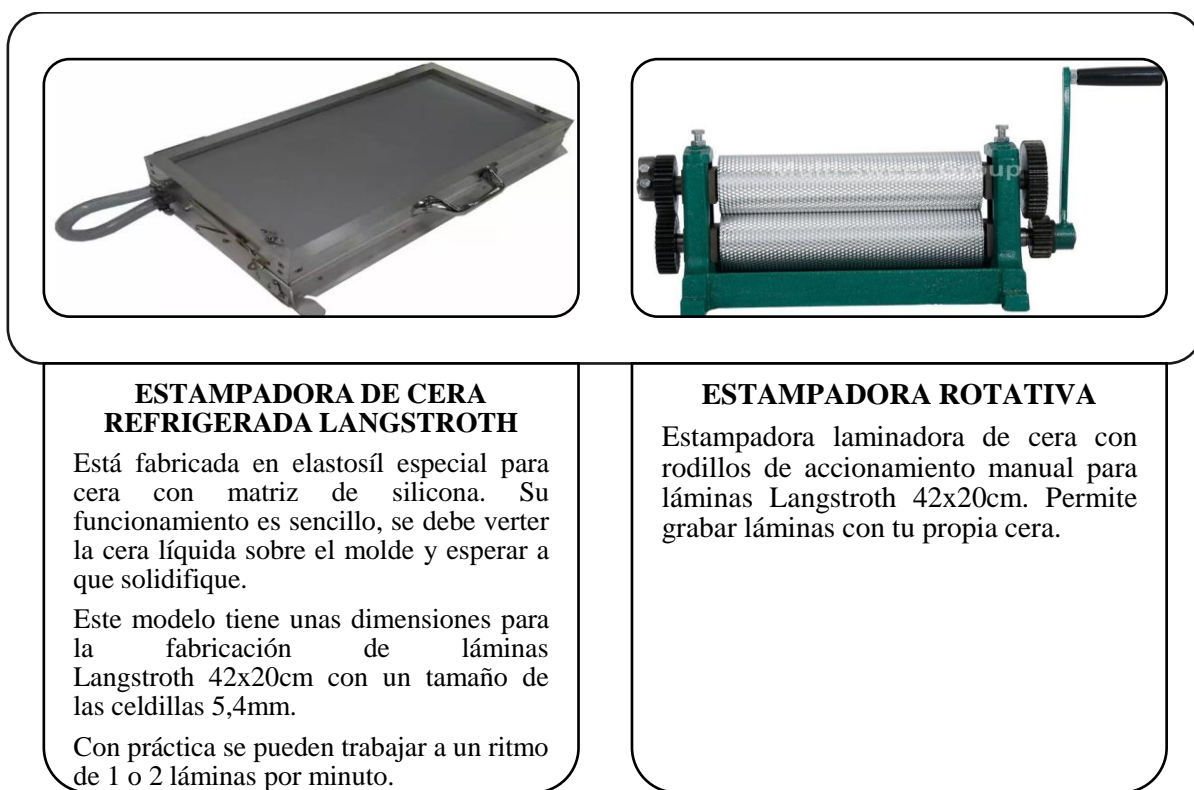 ESTAMPADORA DE CERA
REFRIGERADA LANGSTROTH
Está fabricada en elastosíl especial para
cera con matriz de silicona. Su
funcionamiento es sencillo, se debe verter
la cera líquida sobre el molde y esperar a
que solidifique.
Este modelo tiene unas dimensiones para
la fabricación de láminas
Langstroth 42x20cm con un tamaño de
las celdillas 5,4mm.
Con práctica se pueden trabajar a un ritmo
de 1 o 2 láminas por minuto.
ESTAMPADORA ROTATIVA
Estampadora laminadora de cera con
rodillos de accionamiento manual para
láminas Langstroth 42x20cm. Permite
grabar láminas con tu propia cera.